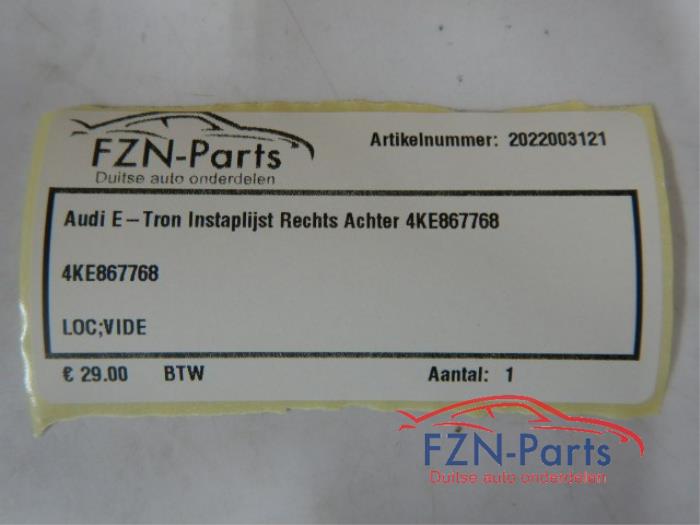 FZN-Parts
Duitse auto onderdelen
Artikelnummer: 2022003121
Audi E-Tron Instaplijst Rechts Achter 4KE867768
4KE867768
LOC;VIDE
€ 29.00 BTW Aantal: 1
FZN-Parts
Duitse auto onderdelen